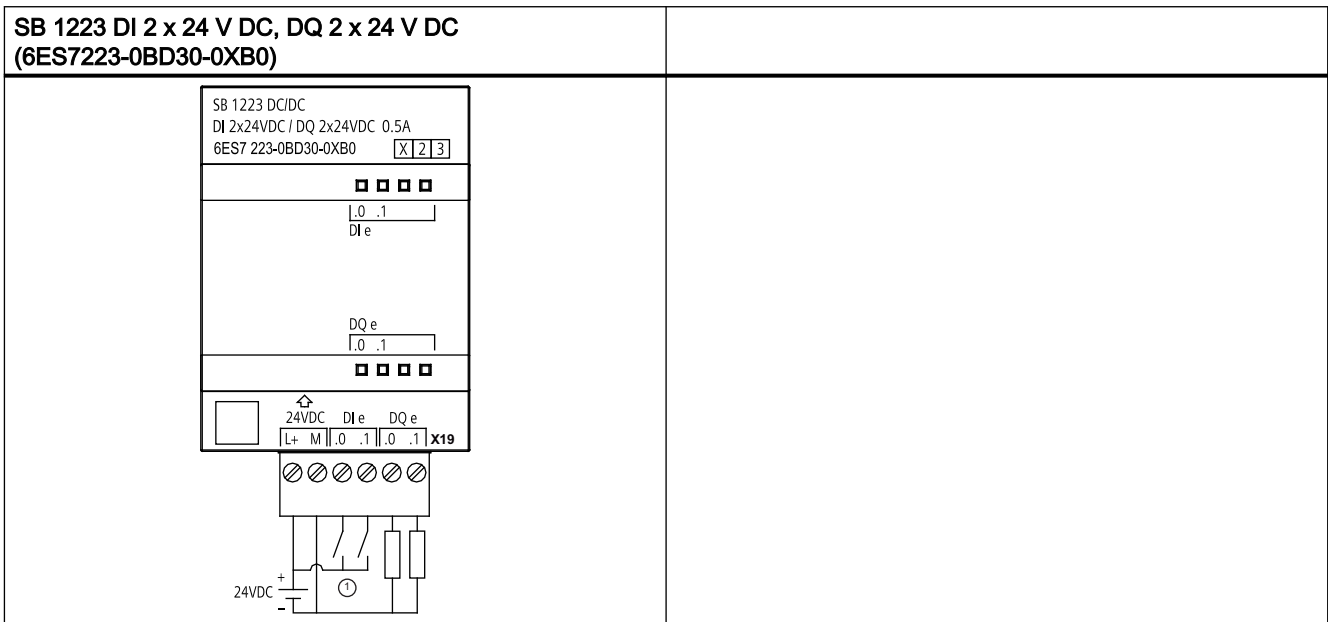 SB 1223 DI 2 x 24 V DC, DQ 2 x 24 V DC
(6ES7223-0BD30-0XB0)
SB 1223 DC/DC
DI 2x24VDC / DQ 2x24VDC 0.5A
6ES7 223-0BD30-0XB0 X 2 3
.0 .1
DI e
DQ e
.0 .1
24VDC DI e DQ e
L+ M .0 .1 .0 .1 X19
+
24VDC
-
①